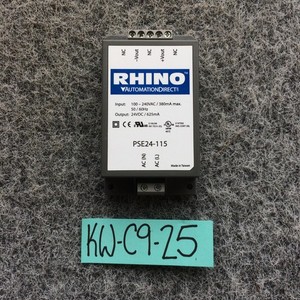 NC -Vout +Vout NC
RHINO
AUTOMATIONDIRECT
Input: 100 - 240VAC / 380mA max.
50 / 60Hz
Output: 24VDC / 625mA
PSE24-115
Made in Taiwan
AC (N) AC (L)
KW-C9-25